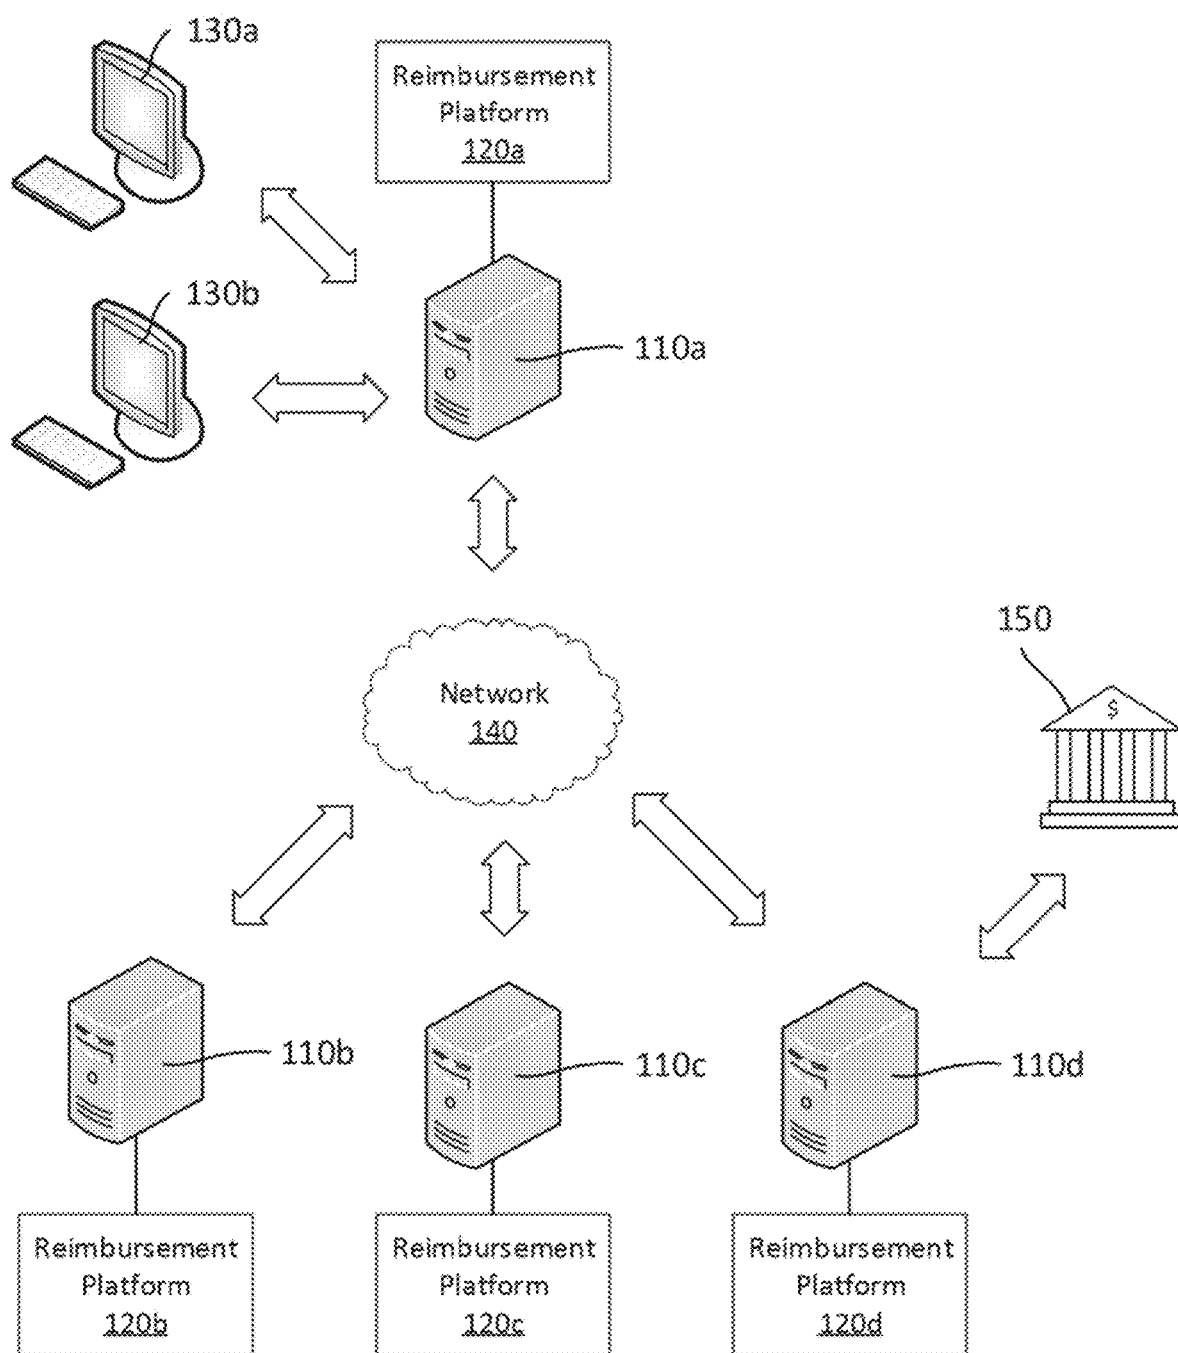 130a
Reimbursement
Platform
120a
130b
110a
150
$
Network
140
110b
110c
110d
Reimbursement
Platform
120b
Reimbursement
Platform
120c
Reimbursement
Platform
120d